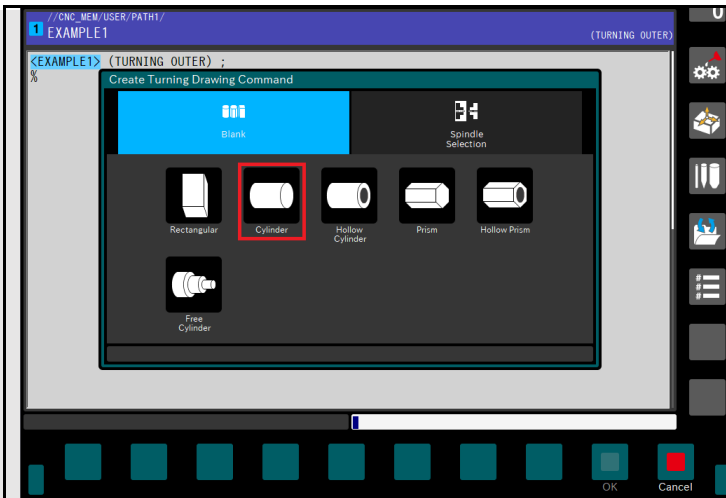 //CNC_MEM/USER/PATH1/
1 EXAMPLE1
(TURNING OUTER)
<EXAMPLE1> (TURNING OUTER) ;
%
Create Turning Drawing Command
Blank
Spindle
Selection
Rectangular
Cylinder
Hollow
Cylinder
Prism
Hollow Prism
Free
Cylinder
OK
Cancel